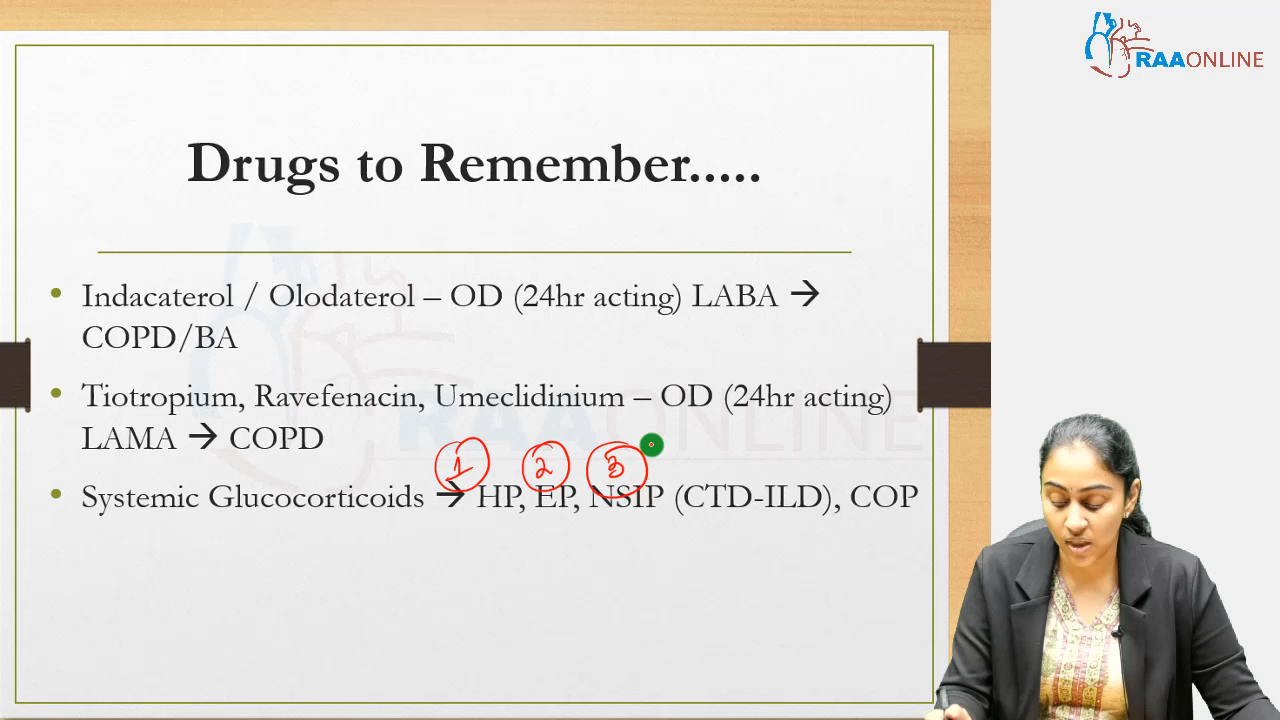 RAAONLINE
Drugs to Remember.....
• Indacaterol / Olodaterol – OD (24hr acting) LABA →
COPD/BA
• Tiotropium, Ravefenacin, Umeclidinium – OD (24hr acting)
LAMA → COPD
1 2 3
• Systemic Glucocorticoids → HP, EP, NSIP (CTD-ILD), COP
RAAONLINE